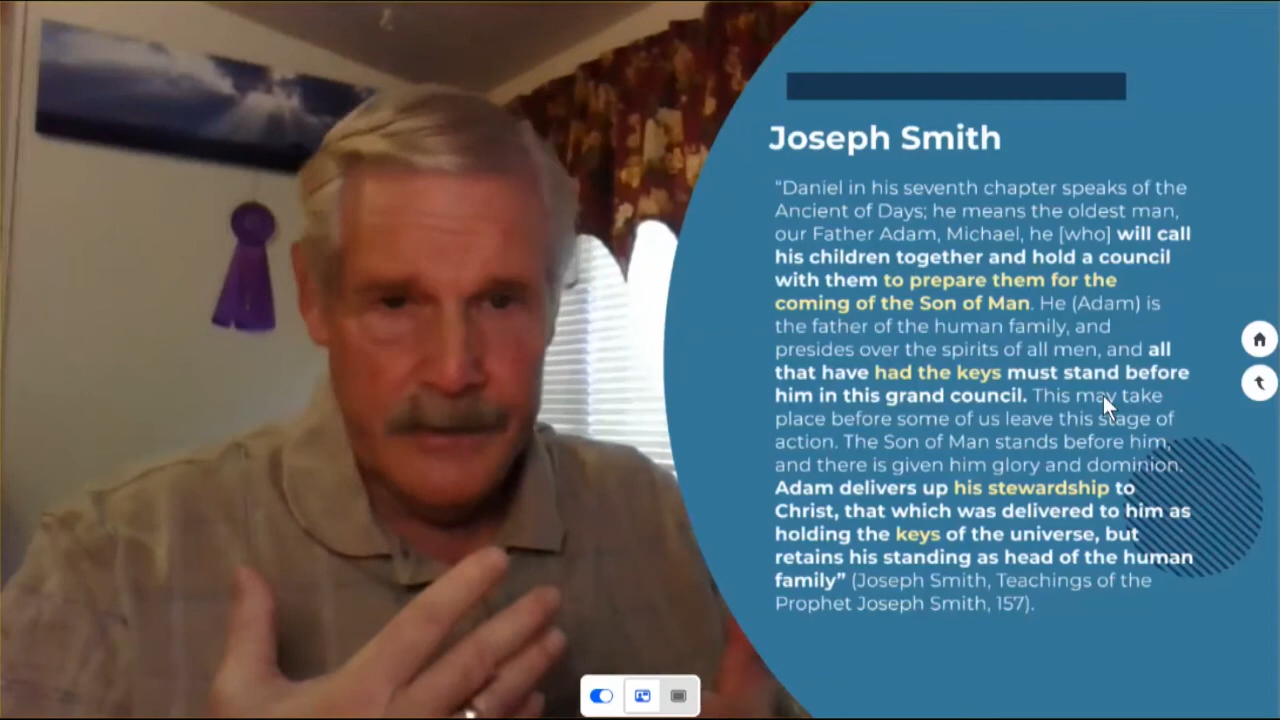 Joseph Smith
“Daniel in his seventh chapter speaks of the
Ancient of Days; he means the oldest man,
our Father Adam, Michael, he [who] will call
his children together and hold a council
with them to prepare them for the
coming of the Son of Man. He (Adam) is
the father of the human family, and
presides over the spirits of all men, and all
that have had the keys must stand before
him in this grand council. This may take
place before some of us leave this stage of
action. The Son of Man stands before him,
and there is given him glory and dominion.
Adam delivers up his stewardship to
Christ, that which was delivered to him as
holding the keys of the universe, but
retains his standing as head of the human
family” (Joseph Smith, Teachings of the
Prophet Joseph Smith, 157).